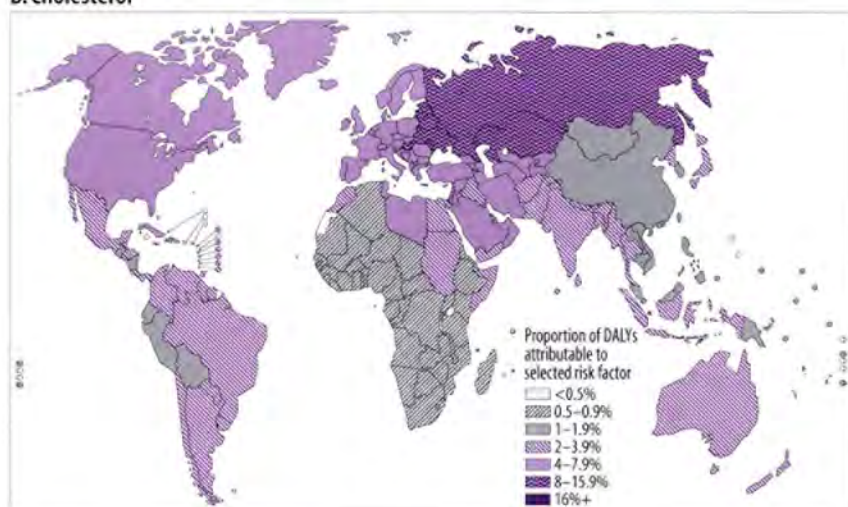 B. Cholesterol
Proportion of DALYs
attributable to
selected risk factor
<0.5%
0.5–0.9%
1–1.9%
2–3.9%
4–7.9%
8–15.9%
16%+